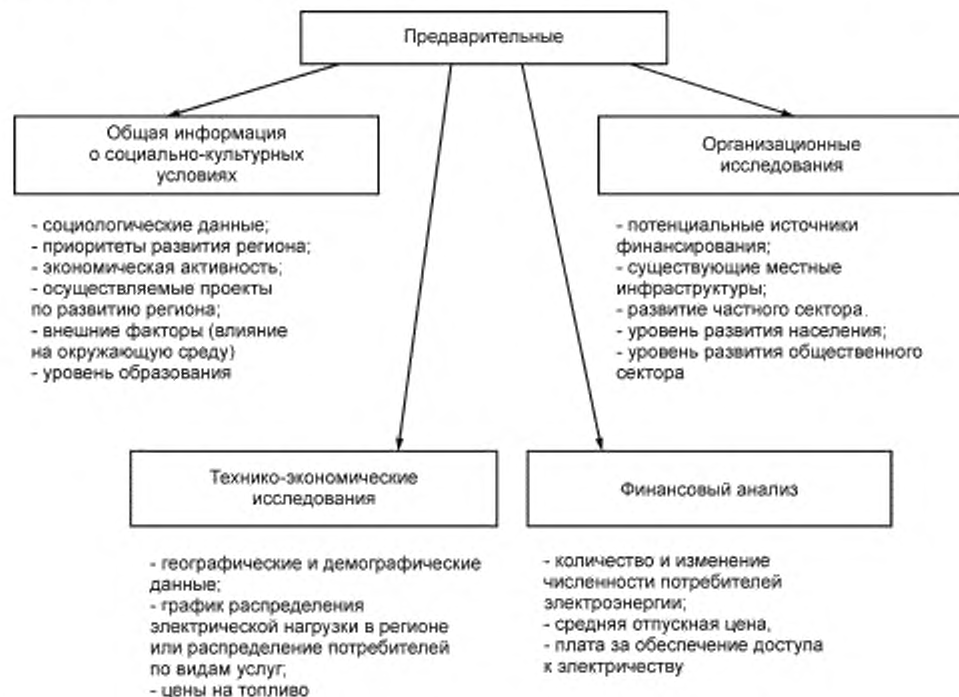 Предварительные
Общая информация
о социально-культурных
условиях
- социологические данные;
- приоритеты развития региона;
- экономическая активность;
- осуществляемые проекты
по развитию региона;
- внешние факторы (влияние
на окружающую среду)
- уровень образования
Организационные
исследования
- потенциальные источники
финансирования;
- существующие местные
инфраструктуры;
- развитие частного сектора.
- уровень развития населения;
- уровень развития общественного
сектора
Технико-экономические
исследования
- географические и демографические
данные;
- график распределения
электрической нагрузки в регионе
или распределение потребителей
по видам услуг;
- цены на топливо
Финансовый анализ
- количество и изменение
численности потребителей
электроэнергии;
- средняя отпускная цена,
- плата за обеспечение доступа
к электричеству